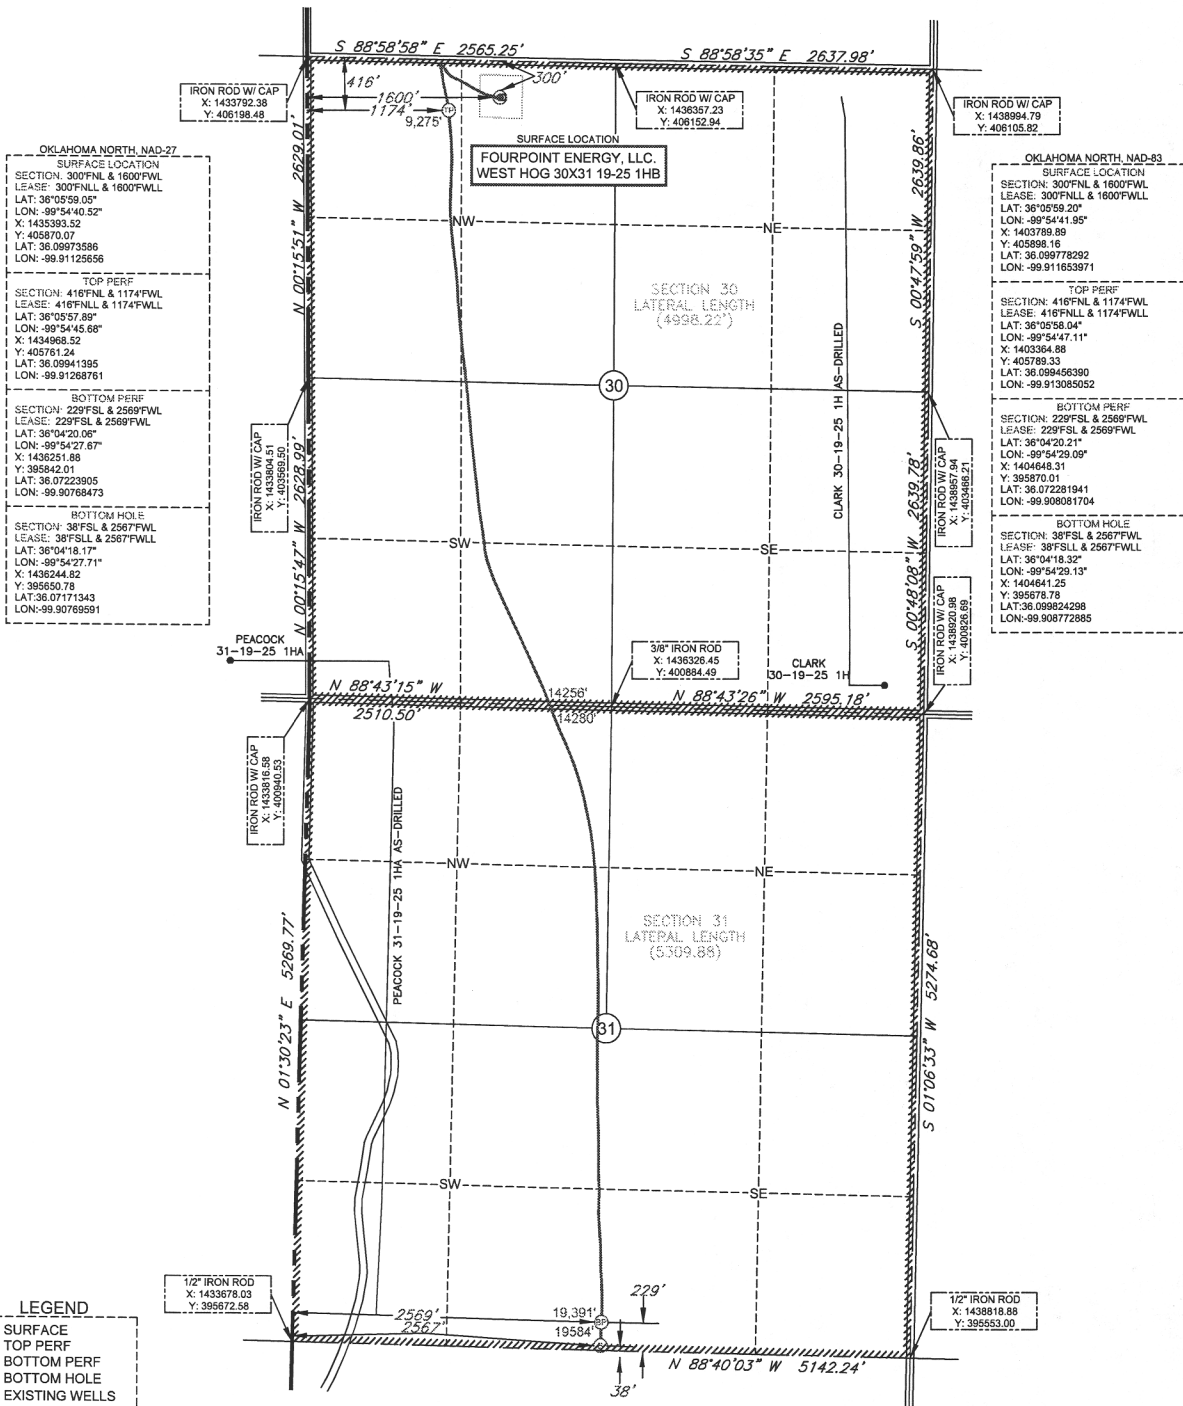 S 88°58'58" E 2565.25'
S 88°58'35" E 2637.98'
IRON ROD W/ CAP
X: 1433792.38
Y: 406198.48
416'
1600'
1174'
TP
9,275'
300'
IRON ROD W/ CAP
X: 1436357.23
Y: 406152.94
IRON ROD W/ CAP
X: 1438994.79
Y: 406105.82
SURFACE LOCATION
FOURPOINT ENERGY, LLC.
WEST HOG 30X31 19-25 1HB
OKLAHOMA NORTH, NAD-27
SURFACE LOCATION
SECTION: 300'FNL & 1600'FWL
LEASE: 300'FNLL & 1600'FWLL
LAT: 36°05'59.05"
LON: -99°54'40.52"
X: 1435393.52
Y: 405870.07
LAT: 36.09973586
LON: -99.91125656
TOP PERF
SECTION: 416'FNL & 1174'FWL
LEASE: 416'FNLL & 1174'FWLL
LAT: 36°05'57.89"
LON: -99°54'45.68"
X: 1434968.52
Y: 405761.24
LAT: 36.09941395
LON: -99.91268761
BOTTOM PERF
SECTION: 229'FSL & 2569'FWL
LEASE: 229'FSL & 2569'FWL
LAT: 36°04'20.06"
LON: -99°54'27.67"
X: 1436251.88
Y: 395842.01
LAT: 36.07223905
LON: -99.90768473
BOTTOM HOLE
SECTION: 38'FSL & 2567'FWL
LEASE: 38'FSLL & 2567'FWLL
LAT: 36°04'18.17"
LON: -99°54'27.71"
X: 1436244.82
Y: 395650.78
LAT:36.07171343
LON:-99.90769591
OKLAHOMA NORTH, NAD-83
SURFACE LOCATION
SECTION: 300'FNL & 1600'FWL
LEASE: 300'FNLL & 1600'FWLL
LAT: 36°05'59.20"
LON: -99°54'41.95"
X: 1403789.89
Y: 405898.16
LAT: 36.099778292
LON: -99.911653971
TOP PERF
SECTION: 416'FNL & 1174'FWL
LEASE: 416'FNLL & 1174'FWLL
LAT: 36°05'58.04"
LON: -99°54'47.11"
X: 1403364.88
Y: 405789.33
LAT: 36.099456390
LON: -99.913085052
BOTTOM PERF
SECTION: 229'FSL & 2569'FWL
LEASE: 229'FSL & 2569'FWL
LAT: 36°04'20.21"
LON: -99°54'29.09"
X: 1404648.31
Y: 395870.01
LAT: 36.072281941
LON: -99.908081704
BOTTOM HOLE
SECTION: 38'FSL & 2567'FWL
LEASE: 38'FSLL & 2567'FWLL
LAT: 36°04'18.32"
LON: -99°54'29.13"
X: 1404641.25
Y: 395678.78
LAT:36.099824298
LON:-99.908772885
N 00°15'51" W 2629.01'
S 00°47'59" W 2639.86'
NW
NE
SECTION 30
LATERAL LENGTH
(4998.22')
30
CLARK 30-19-25 1H AS-DRILLED
IRON ROD W/ CAP
X: 1433804.51
Y: 403569.50
N 00°15'47" W 2628.99'
IRON ROD W/ CAP
X: 1438957.94
Y: 403466.21
S 00°48'08" W 2639.78'
SW
SE
PEACOCK
31-19-25 1HA
3/8" IRON ROD
X: 1436326.45
Y: 400884.49
CLARK
30-19-25 1H
IRON ROD W/ CAP
X: 1438920.98
Y: 400826.69
N 88°43'15" W
2510.50'
14256'
14280'
N 88°43'26" W 2595.18'
IRON ROD W/ CAP
X: 1433816.58
Y: 400940.53
PEACOCK 31-19-25 1HA AS-DRILLED
NW
NE
SECTION 31
LATERAL LENGTH
(5309.88')
31
N 01°30'23" E 5269.77'
S 01°06'33" W 5274.68'
SW
SE
1/2" IRON ROD
X: 1433678.03
Y: 395672.58
2569'
2567'
19,391'
19584'
BP
229'
38'
N 88°40'03" W 5142.24'
1/2" IRON ROD
X: 1438818.88
Y: 395553.00
LEGEND
SURFACE
TOP PERF
BOTTOM PERF
BOTTOM HOLE
EXISTING WELLS